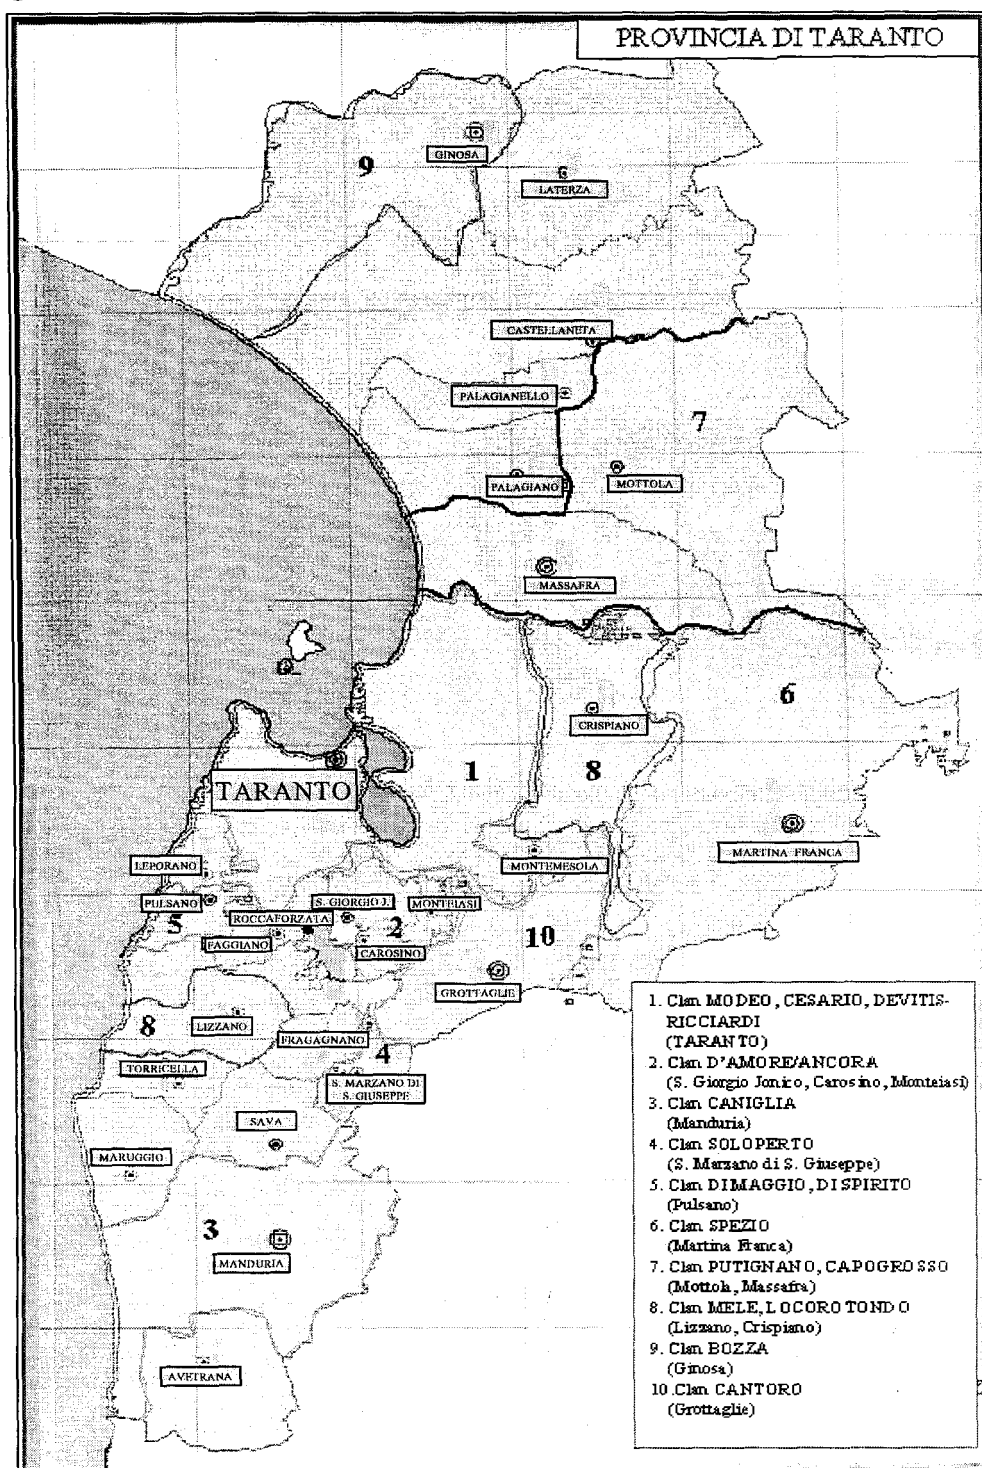 PROVINCIA DI TARANTO
9
GINOSA
LATERZA
CASTELLANETA
PALAGIANELLO
7
PALAGIANO
MOTTOLA
MASSAFRA
6
CRISPIANO
1
8
TARANTO
MARTINA FRANCA
MONTEMESOLA
LEPORANO
PULSANO
S. GIORGIO J.
MONTEIASI
ROCCAFORZATA
5
2
10
FAGGIANO
CAROSINO
GROTTAGLIE
LIZZANO
8
FRAGAGNANO
4
TORRICELLA
S. MARZANO DI
S. GIUSEPPE
SAVA
MARUGGIO
3
MANDURIA
AVETRANA
1. Clan MODEO, CESARIO, DEVITIS-
RICCIARDI
(TARANTO)
2. Clan D'AMORE/ANCORA
(S. Giorgio Jonico, Carosino, Monteiasi)
3. Clan CANIGLIA
(Manduria)
4. Clan SOLOPERTO
(S. Marzano di S. Giuseppe)
5. Clan DIMAGGIO, DI SPIRITO
(Pulsano)
6. Clan SPEZIO
(Martina Franca)
7. Clan PUTIGNANO, CAPOGROSSO
(Mottola, Massafra)
8. Clan MELE, LOCOROTONDO
(Lizzano, Crispiano)
9. Clan BOZZA
(Ginosa)
10. Clan CANTORO
(Grottaglie)